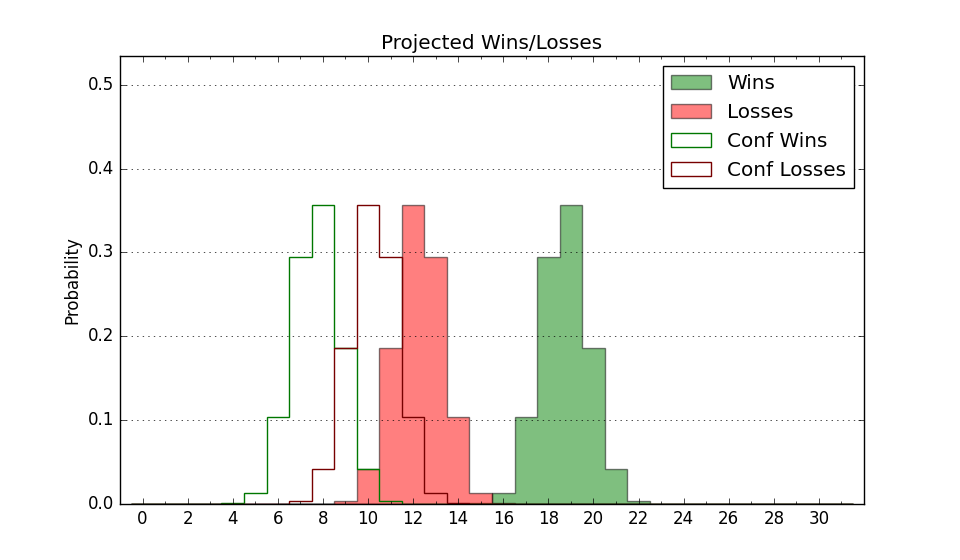 Projected Wins/Losses
Wins
Losses
Conf Wins
Conf Losses
Probability
0.5
0.4
0.3
0.2
0.1
0.0
0 2 4 6 8 10 12 14 16 18 20 22 24 26 28 30